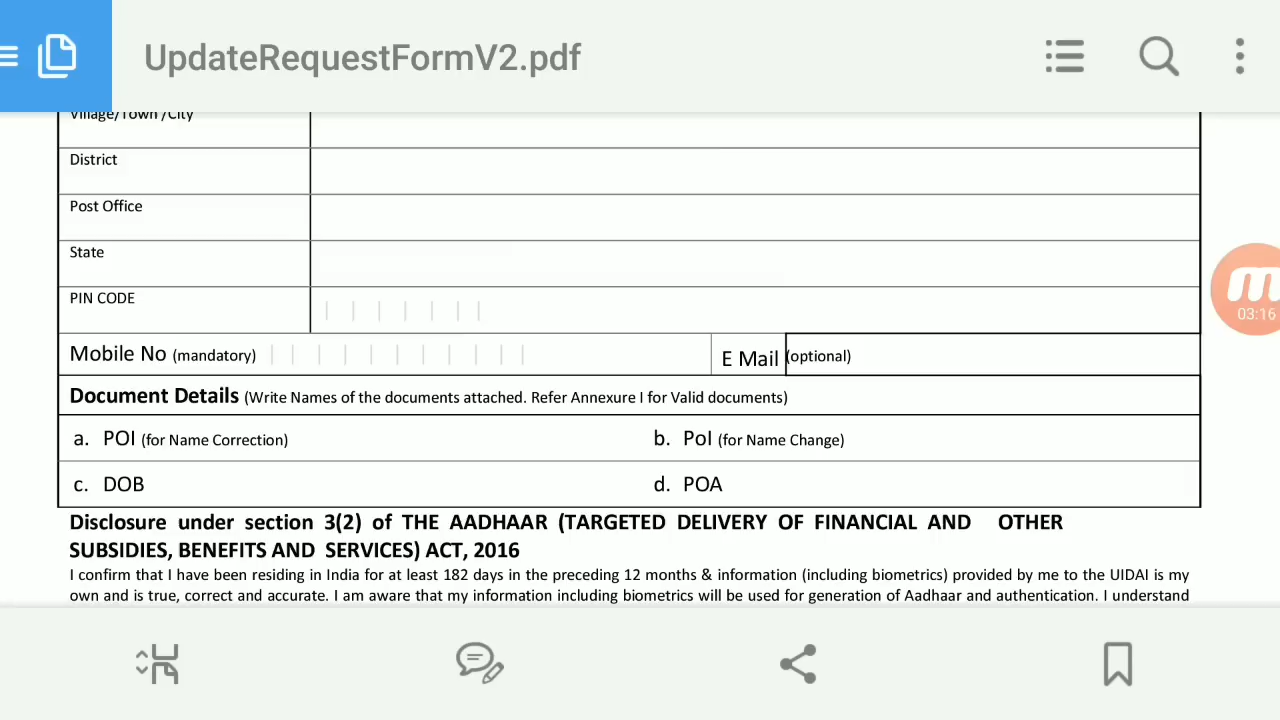 UpdateRequestFormV2.pdf
Village/Town /City
District
Post Office
State
PIN CODE
03:16
Mobile No (mandatory) E Mail (optional)
Document Details (Write Names of the documents attached. Refer Annexure I for Valid documents)
a. POI (for Name Correction) b. PoI (for Name Change)
c. DOB d. POA
Disclosure under section 3(2) of THE AADHAAR (TARGETED DELIVERY OF FINANCIAL AND OTHER
SUBSIDIES, BENEFITS AND SERVICES) ACT, 2016
I confirm that I have been residing in India for at least 182 days in the preceding 12 months & information (including biometrics) provided by me to the UIDAI is my
own and is true, correct and accurate. I am aware that my information including biometrics will be used for generation of Aadhaar and authentication. I understand